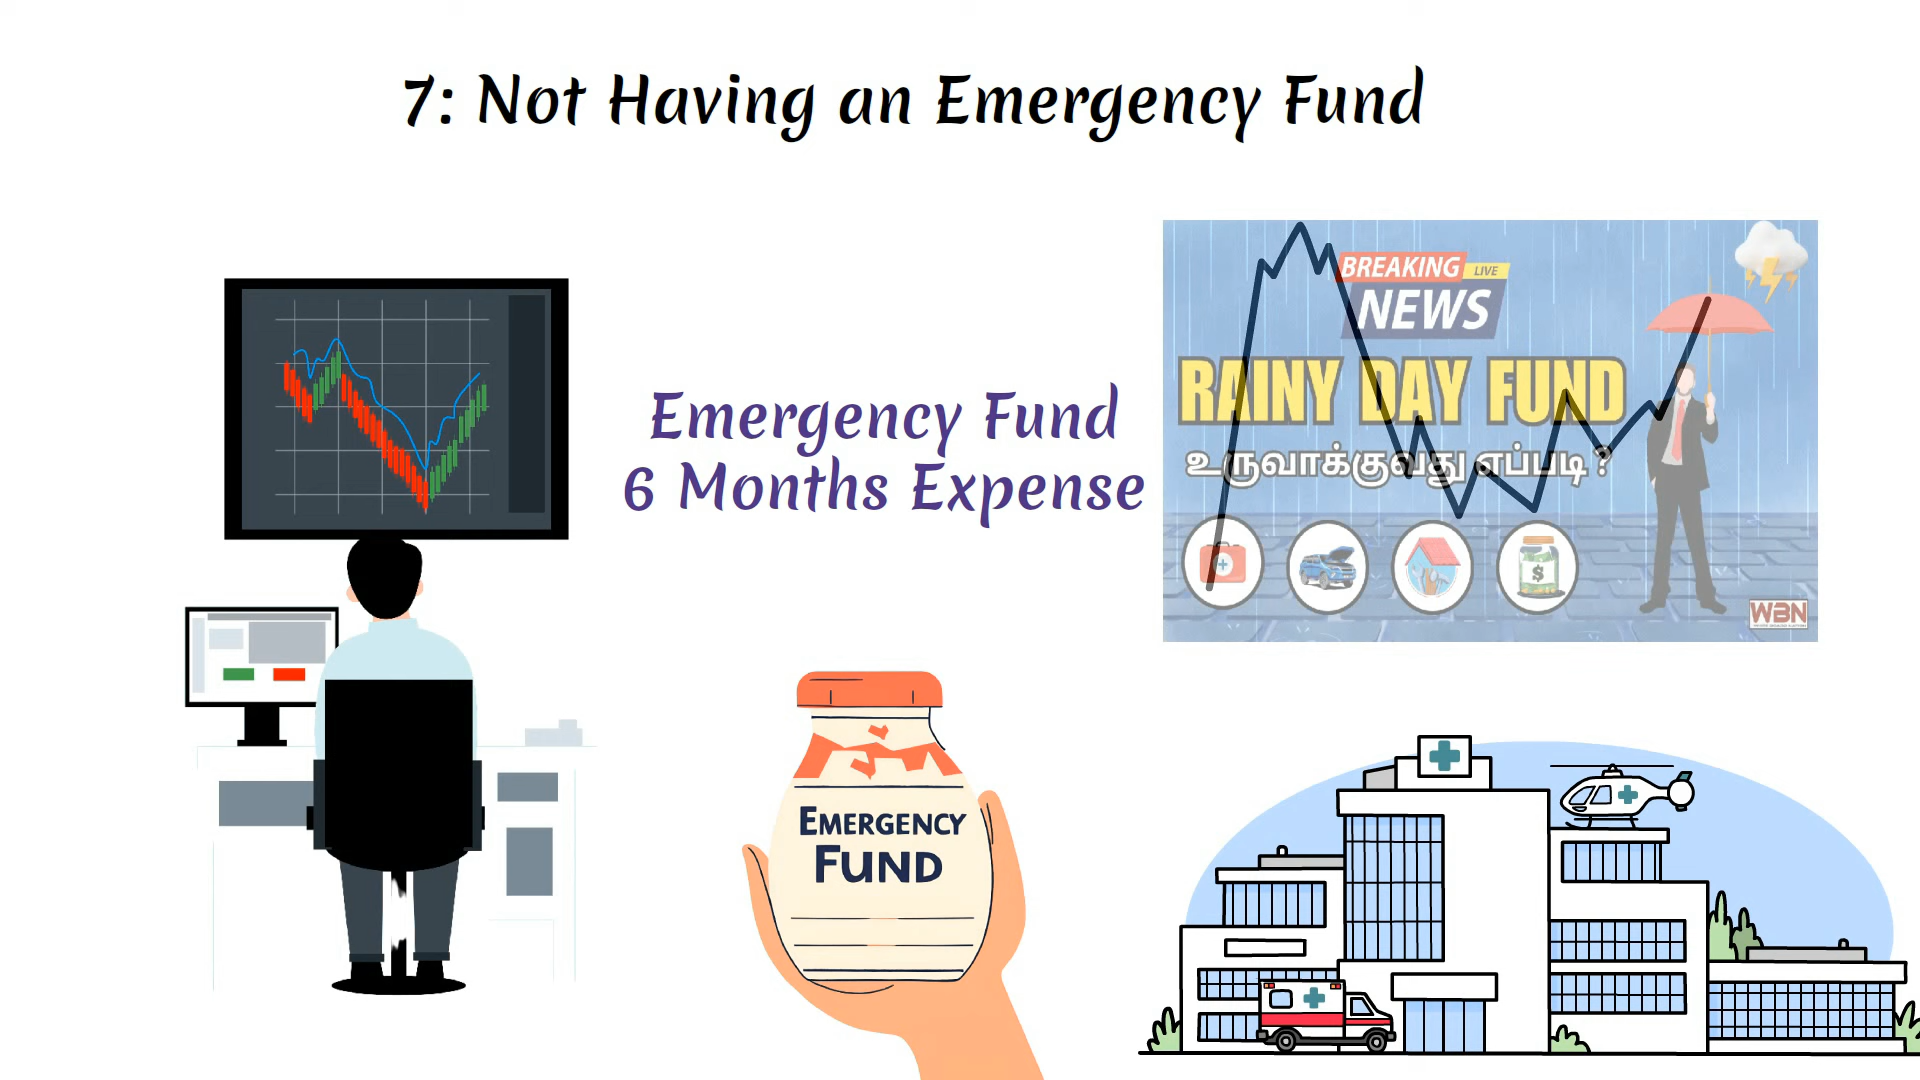 7: Not Having an Emergency Fund
Emergency Fund
6 Months Expense
BREAKING
LIVE
NEWS
RAINY DAY FUND
உருவாக்குவது எப்படி ?
$
WBN
EMERGENCY
FUND